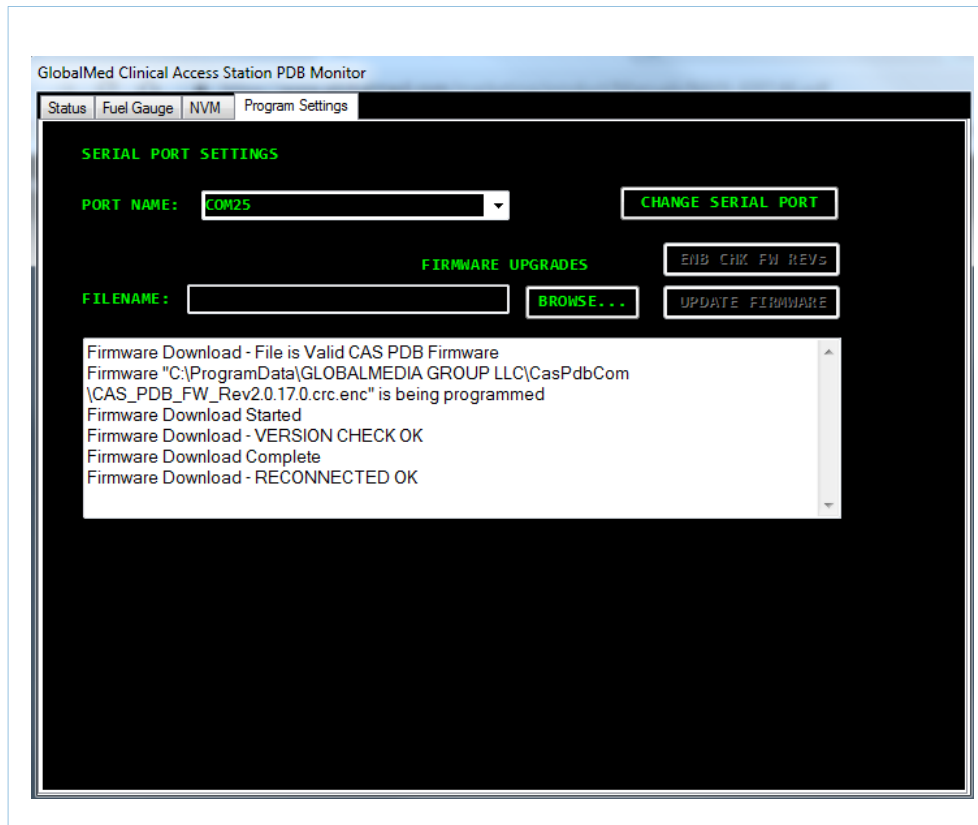 GlobalMed Clinical Access Station PDB Monitor
Status Fuel Gauge NVM Program Settings
SERIAL PORT SETTINGS
PORT NAME: COM25 CHANGE SERIAL PORT
FIRMWARE UPGRADES ENB CHK FW REVs
FILENAME: BROWSE... UPDATE FIRMWARE
Firmware Download - File is Valid CAS PDB Firmware
Firmware "C:\ProgramData\GLOBALMEDIA GROUP LLC\CasPdbCom
\CAS_PDB_FW_Rev2.0.17.0.crc.enc" is being programmed
Firmware Download Started
Firmware Download - VERSION CHECK OK
Firmware Download Complete
Firmware Download - RECONNECTED OK